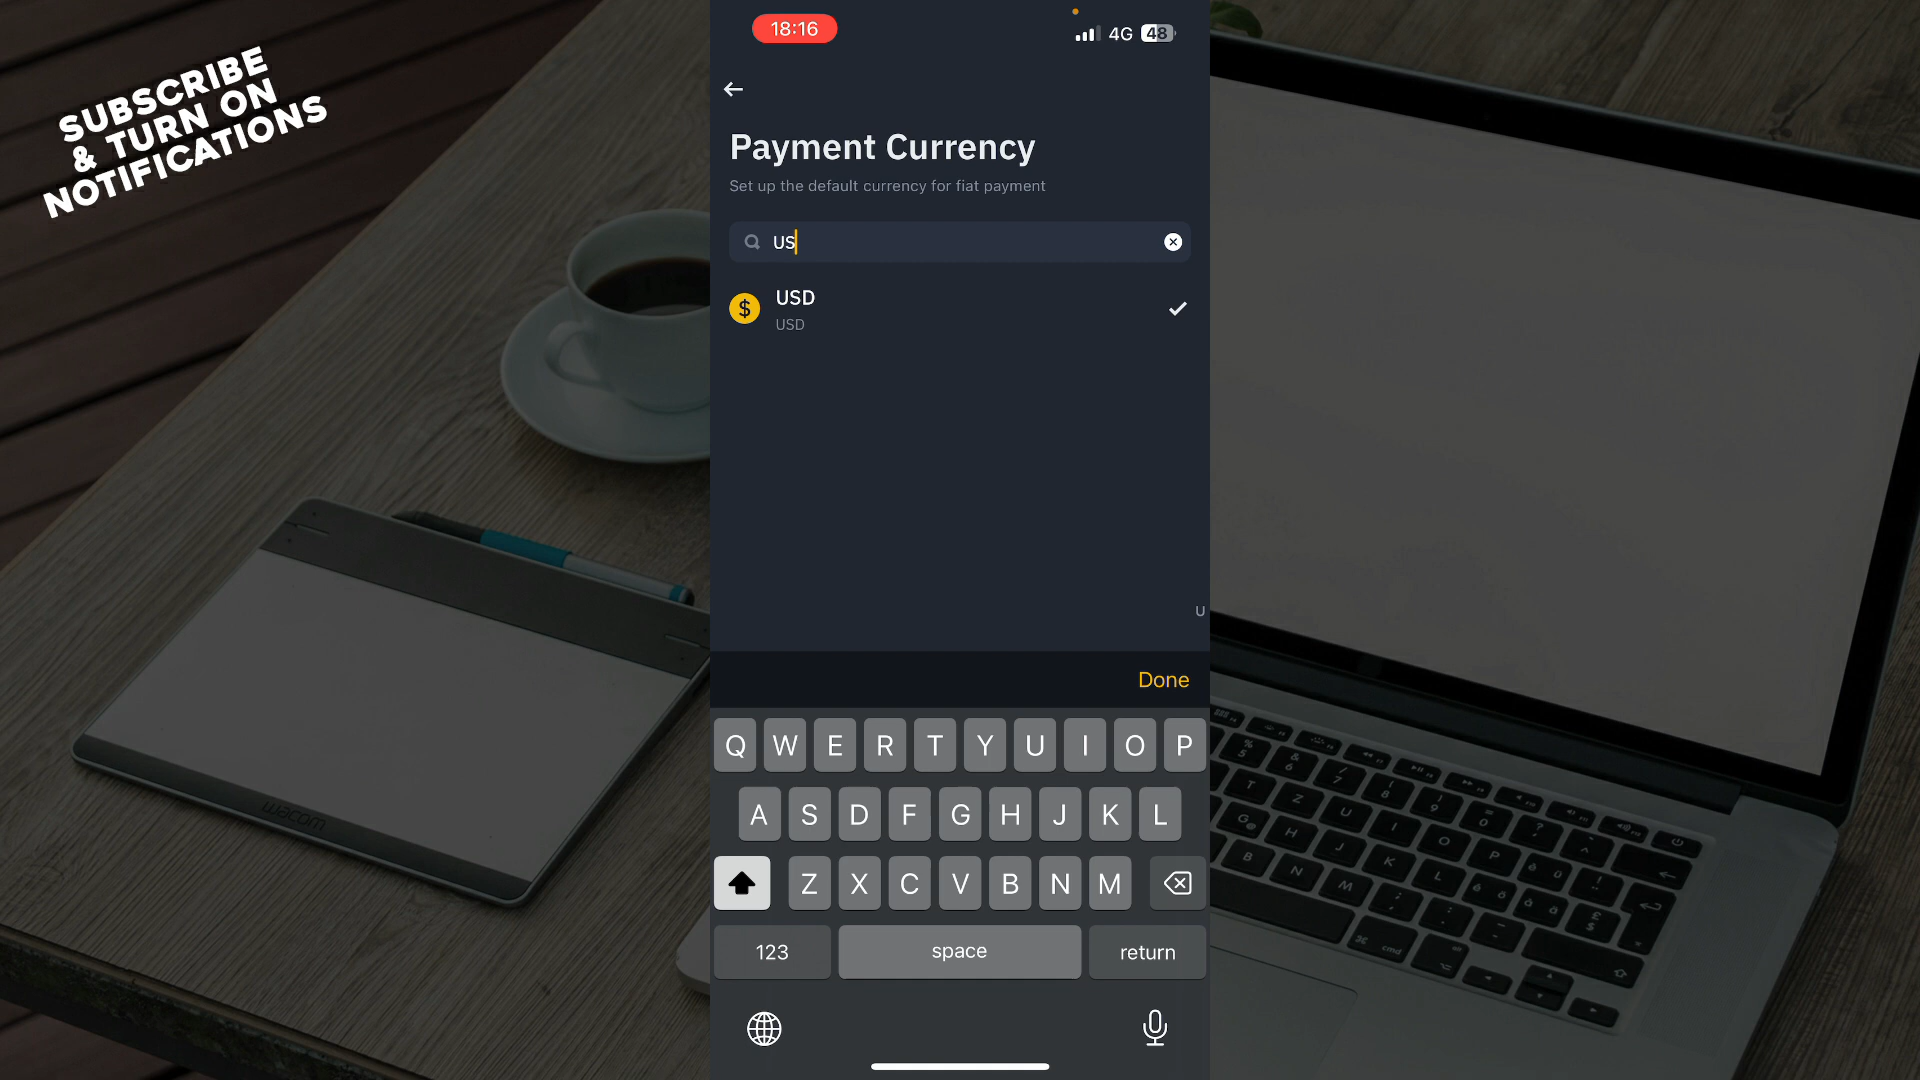 SUBSCRIBE
& TURN ON
NOTIFICATIONS
18:16
4G 48
Payment Currency
Set up the default currency for fiat payment
US
USD
USD
U
Done
Q W E R T Y U I O P
A S D F G H J K L
Z X C V B N M
123 space return
wacom